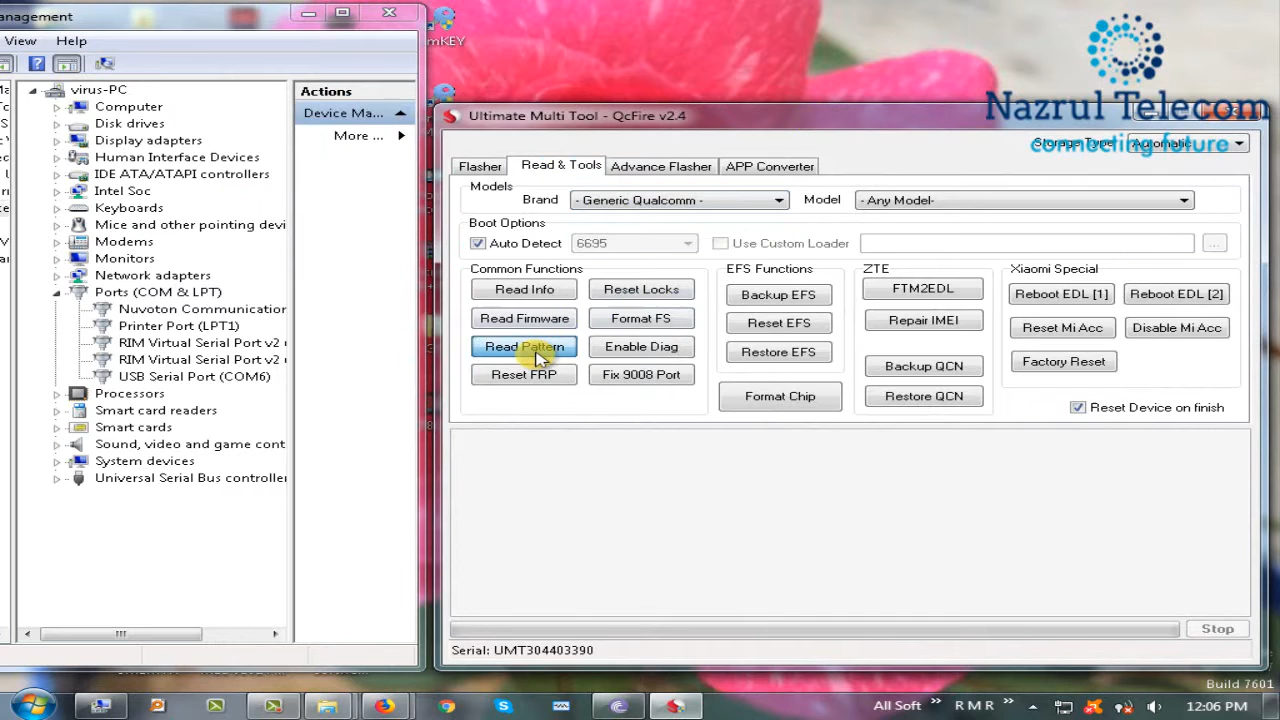 anagement
View Help
virus-PC
Computer
Disk drives
Display adapters
Human Interface Devices
IDE ATA/ATAPI controllers
Intel Soc
Keyboards
Mice and other pointing devi
Modems
Monitors
Network adapters
Ports (COM & LPT)
Nuvoton Communication
Printer Port (LPT1)
RIM Virtual Serial Port v2
RIM Virtual Serial Port v2
USB Serial Port (COM6)
Processors
Smart card readers
Smart cards
Sound, video and game cont
System devices
Universal Serial Bus controlle
Actions
Device Ma...
More ...
mKEY
Nazrul Telecom
connecting future
Ultimate Multi Tool - QcFire v2.4
Storage Type Automatic
Flasher Read & Tools Advance Flasher APP Converter
Models
Brand - Generic Qualcomm - Model - Any Model-
Boot Options
Auto Detect 6695 Use Custom Loader ...
Common Functions
Read Info Reset Locks
Read Firmware Format FS
Read Pattern Enable Diag
Reset FRP Fix 9008 Port
EFS Functions
Backup EFS
Reset EFS
Restore EFS
Format Chip
ZTE
FTM2EDL
Repair IMEI
Backup QCN
Restore QCN
Xiaomi Special
Reboot EDL [1] Reboot EDL [2]
Reset Mi Acc Disable Mi Acc
Factory Reset
Reset Device on finish
Stop
Serial: UMT304403390
Build 7601
All Soft » R M R » 12:06 PM